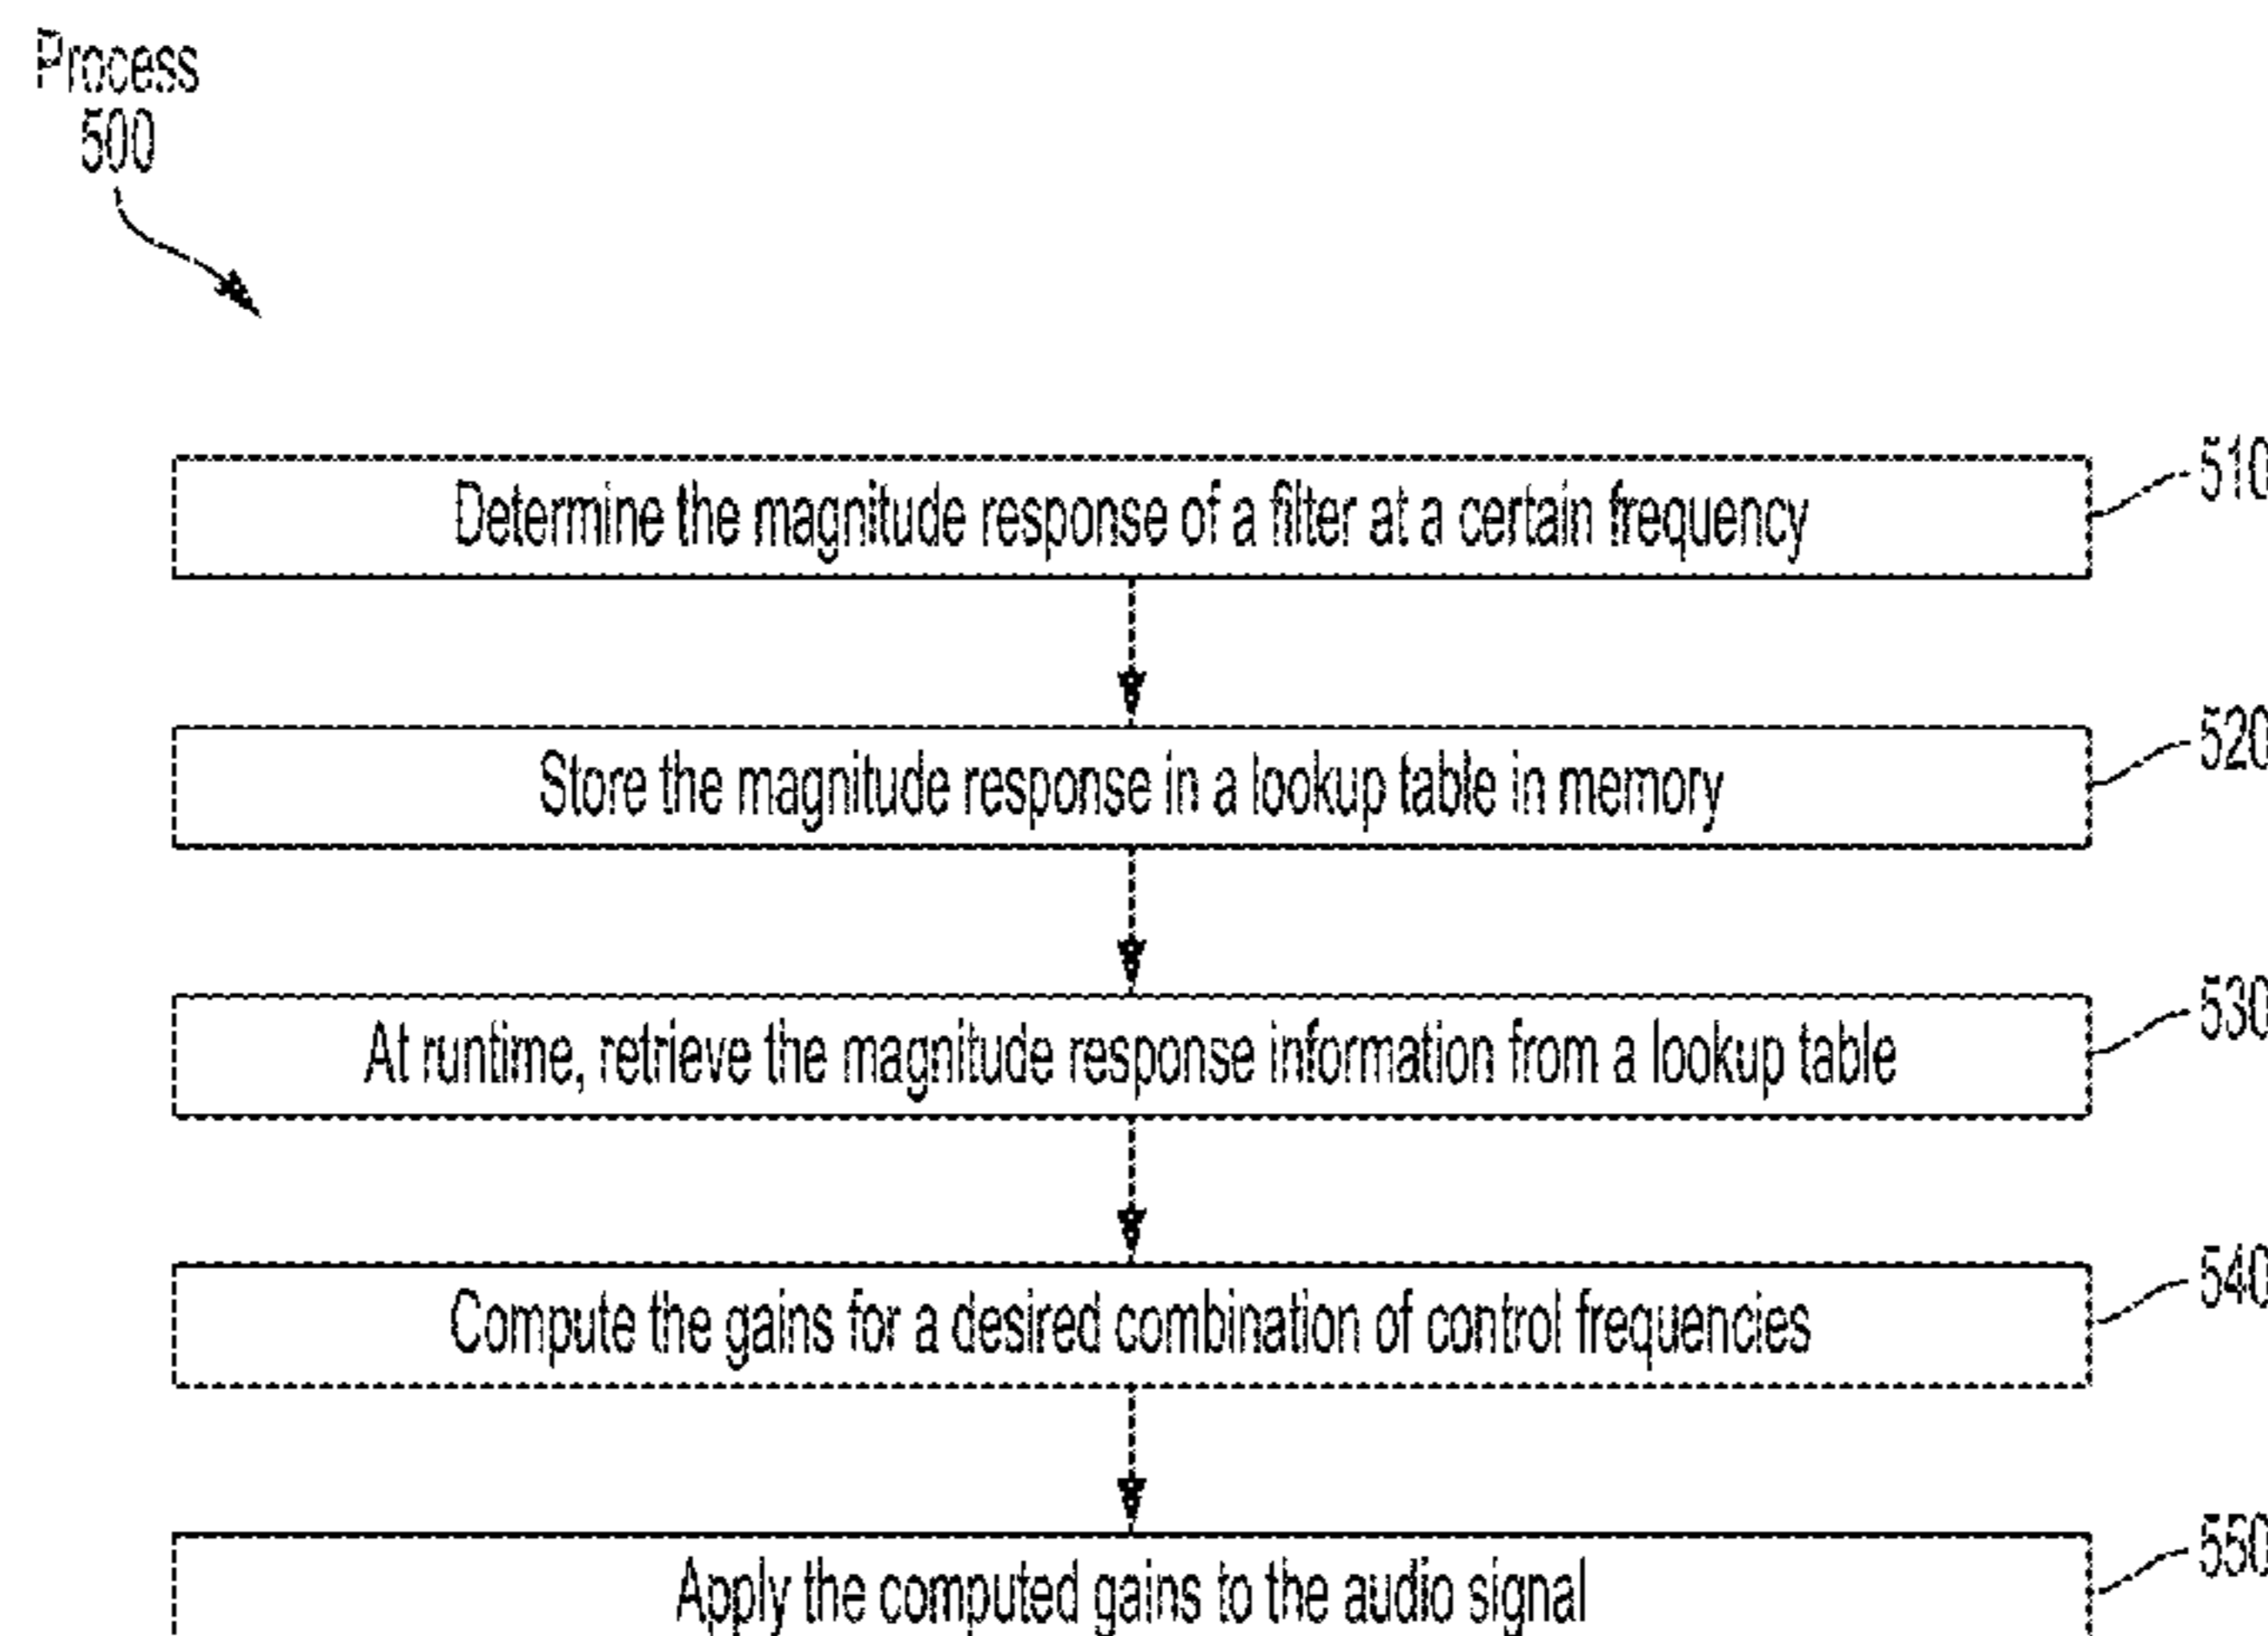 Process
500
Determine the magnitude response of a filter at a certain frequency
510
Store the magnitude response in a lookup table in memory
520
At runtime, retrieve the magnitude response information from a lookup table
530
Compute the gains for a desired combination of control frequencies
540
Apply the computed gains to the audio signal
550